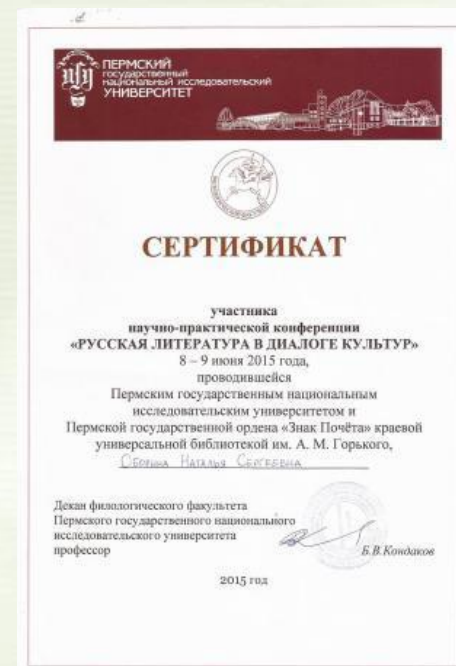 ПЕРМСКИЙ
государственный
национальный исследовательский
УНИВЕРСИТЕТ
СЕРТИФИКАТ
участника
научно-практической конференции
«РУССКАЯ ЛИТЕРАТУРА В ДИАЛОГЕ КУЛЬТУР»
8 – 9 июня 2015 года,
проводившейся
Пермским государственным национальным
исследовательским университетом и
Пермской государственной ордена «Знак Почёта» краевой
универсальной библиотекой им. А. М. Горького,
Наталья Сергеевна
Декан филологического факультета
Пермского государственного национального
исследовательского университета
профессор Б.В.Кондаков
2015 год